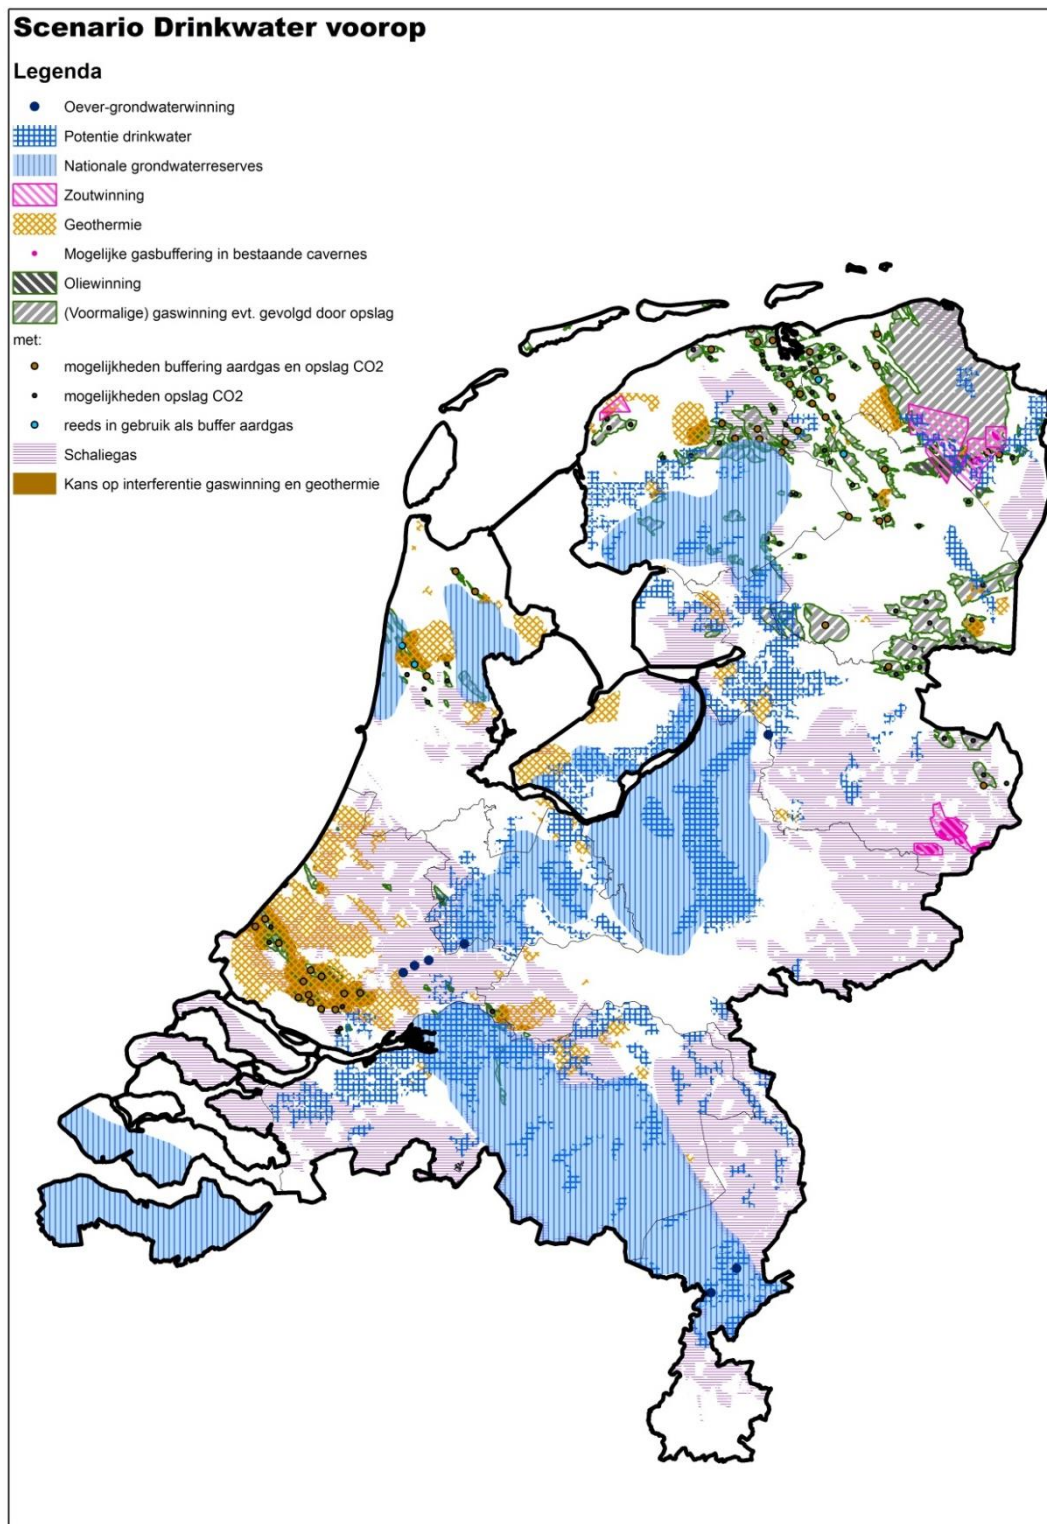 Scenario Drinkwater voorop
Legenda
Oever-grondwaterwinning
Potentie drinkwater
Nationale grondwaterreserves
Zoutwinning
Geothermie
Mogelijke gasbuffering in bestaande cavernes
Oliewinning
(Voormalige) gaswinning evt. gevolgd door opslag
met:
mogelijkheden buffering aardgas en opslag CO2
mogelijkheden opslag CO2
reeds in gebruik als buffer aardgas
Schaliegas
Kans op interferentie gaswinning en geothermie